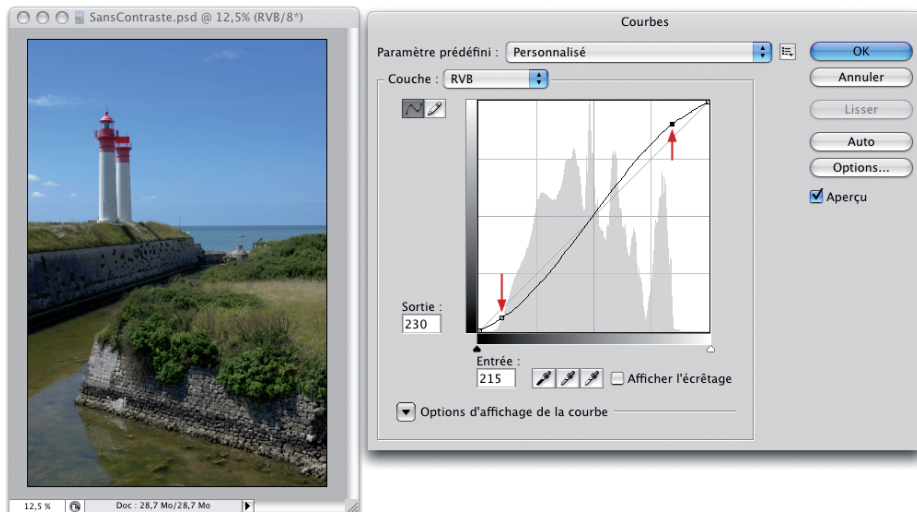 SansContraste.psd @ 12,5% (RVB/8*)
12,5 %
Doc : 28,7 Mo/28,7 Mo
Courbes
Paramètre prédéfini : Personnalisé
Couche : RVB
Sortie :
230
Entrée :
215
Afficher l'écrêtage
Options d'affichage de la courbe
OK
Annuler
Lisser
Auto
Options...
Aperçu